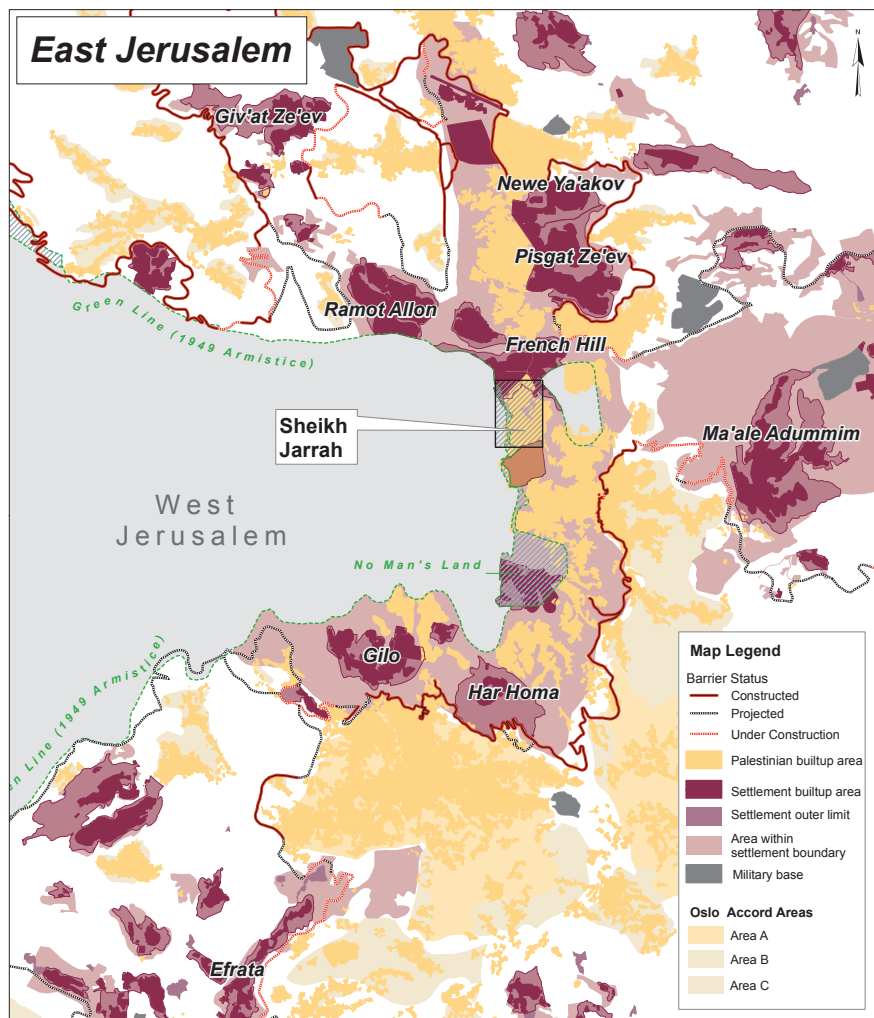 East Jerusalem
N
Giv'at Ze'ev
Newe Ya'akov
Pisgat Ze'ev
Ramot Allon
Green Line (1949 Armistice)
French Hill
Sheikh
Jarrah
Ma'ale Adummim
West
Jerusalem
No Man's Land
Gilo
Har Homa
en Line (1949 Armistice)
Efrata
Map Legend
Barrier Status
Constructed
Projected
Under Construction
Palestinian builtup area
Settlement builtup area
Settlement outer limit
Area within
settlement boundary
Military base
Oslo Accord Areas
Area A
Area B
Area C